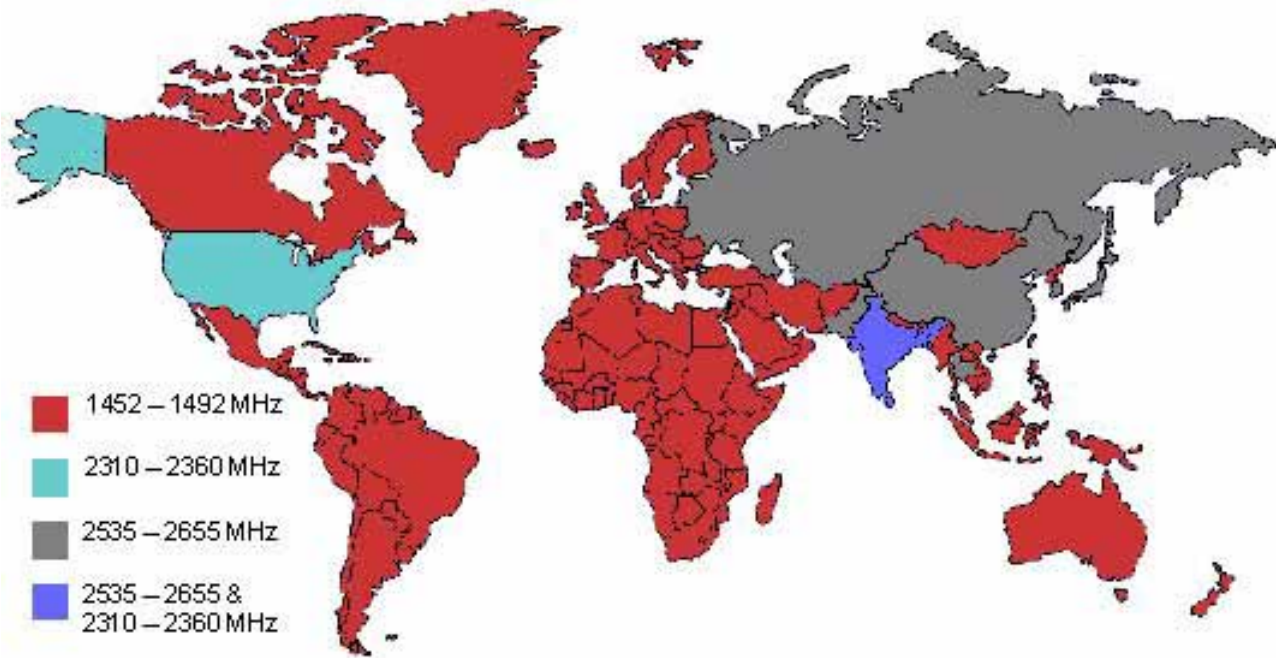 1452 – 1492 MHz
2310 – 2360 MHz
2535 – 2655 MHz
2535 – 2655 &
2310 – 2360 MHz